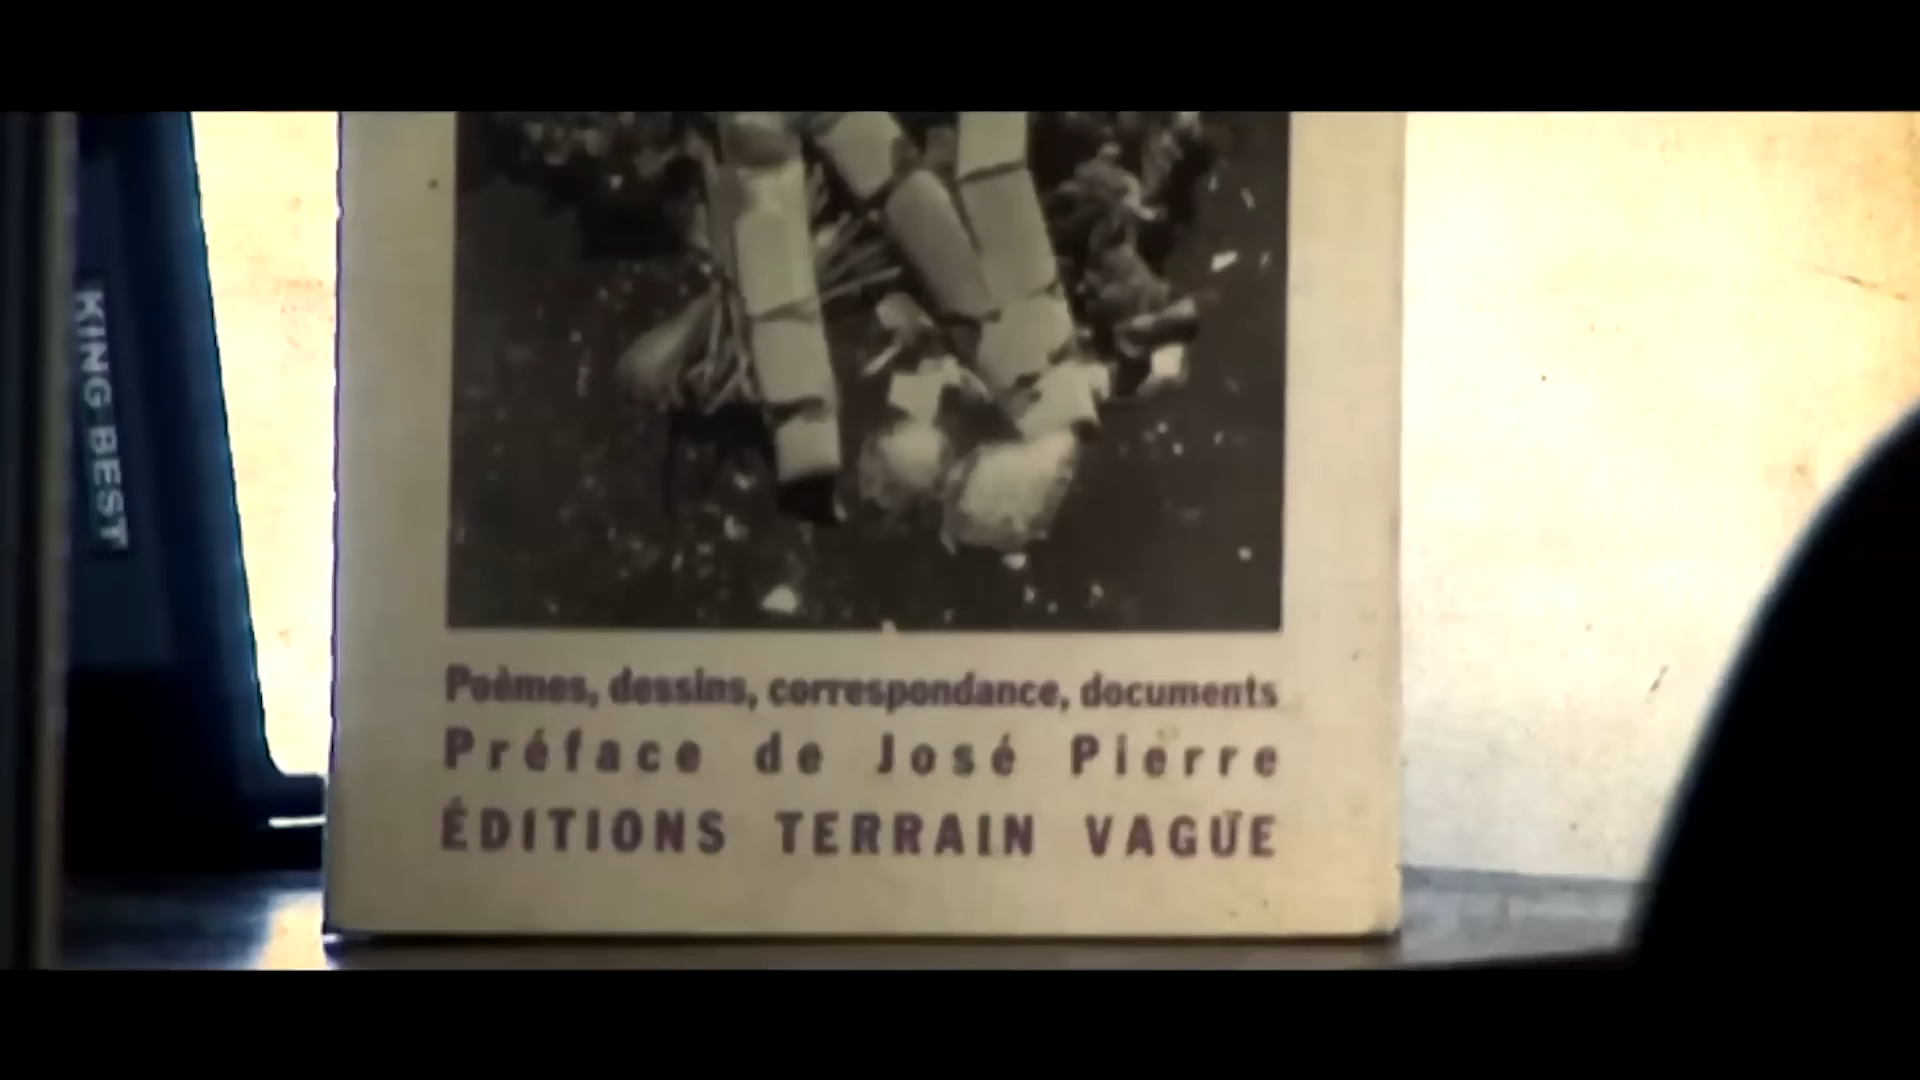 KING BEST
Poèmes, dessins, correspondance, documents
Préface de José Pierre
ÉDITIONS TERRAIN VAGUE